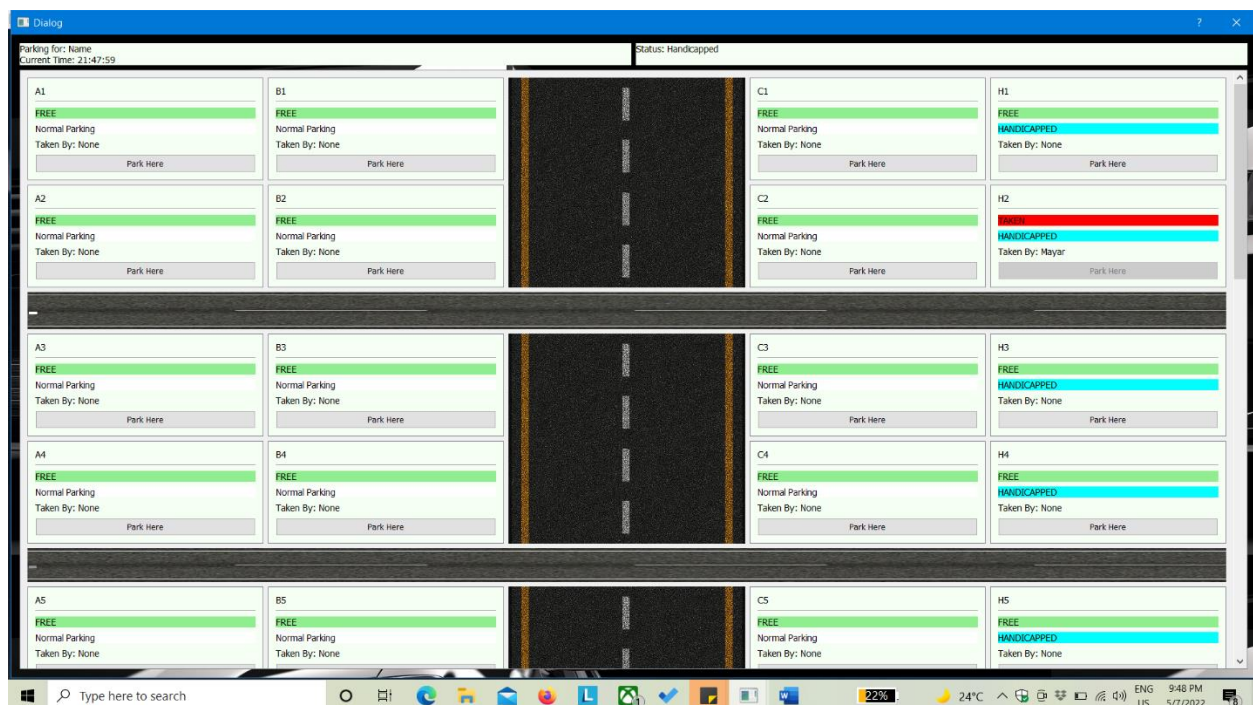 Dialog
Parking for: Name
Current Time: 21:47:59
Status: Handicapped
A1
FREE
Normal Parking
Taken By: None
Park Here
B1
FREE
Normal Parking
Taken By: None
Park Here
C1
FREE
Normal Parking
Taken By: None
Park Here
H1
FREE
HANDICAPPED
Taken By: None
Park Here
A2
FREE
Normal Parking
Taken By: None
Park Here
B2
FREE
Normal Parking
Taken By: None
Park Here
C2
FREE
Normal Parking
Taken By: None
Park Here
H2
TAKEN
HANDICAPPED
Taken By: Mayar
Park Here
A3
FREE
Normal Parking
Taken By: None
Park Here
B3
FREE
Normal Parking
Taken By: None
Park Here
C3
FREE
Normal Parking
Taken By: None
Park Here
H3
FREE
HANDICAPPED
Taken By: None
Park Here
A4
FREE
Normal Parking
Taken By: None
Park Here
B4
FREE
Normal Parking
Taken By: None
Park Here
C4
FREE
Normal Parking
Taken By: None
Park Here
H4
FREE
HANDICAPPED
Taken By: None
Park Here
A5
FREE
Normal Parking
Taken By: None
B5
FREE
Normal Parking
Taken By: None
C5
FREE
Normal Parking
Taken By: None
H5
FREE
HANDICAPPED
Taken By: None
Type here to search
22%
24°C
ENG
US
9:48 PM
5/7/2022